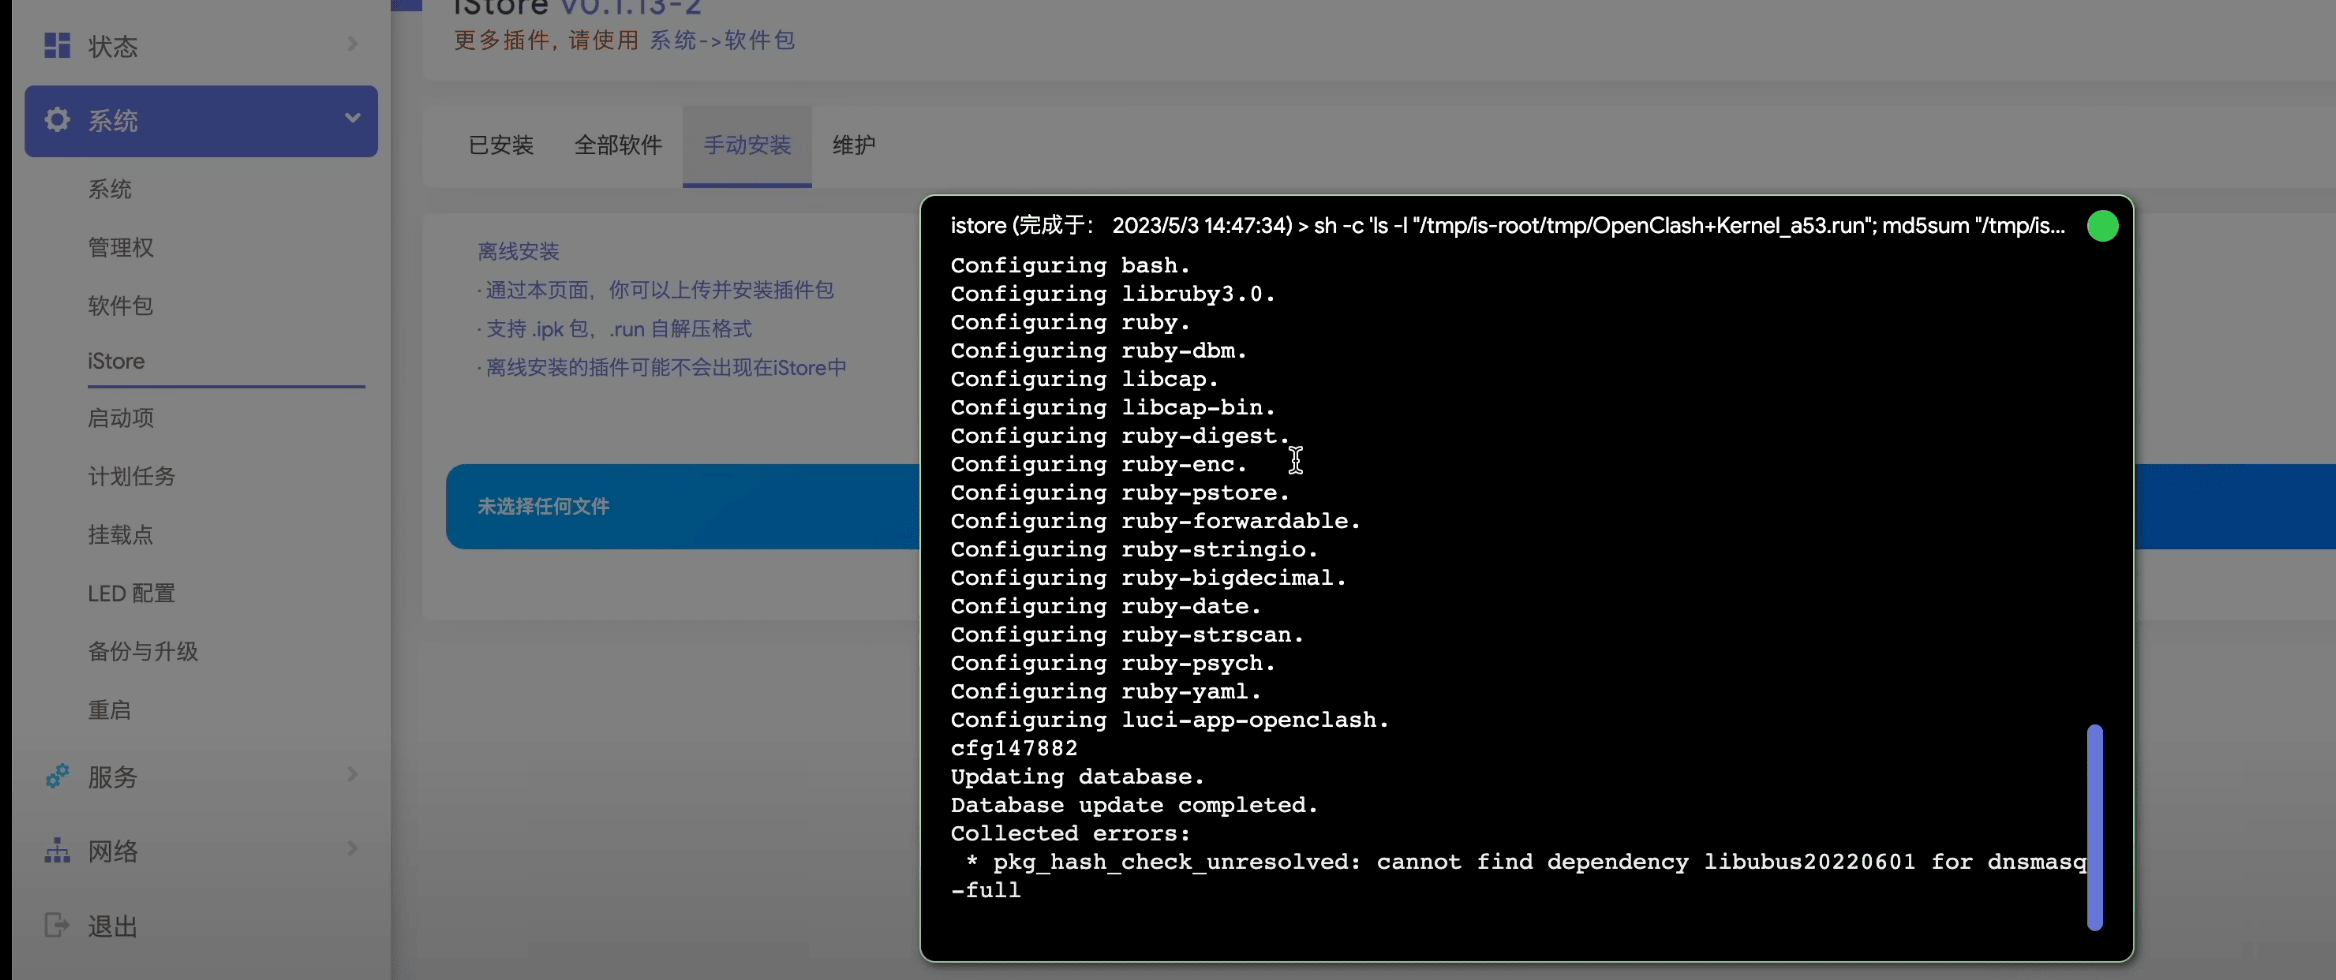 iStore v0.1.13-2
更多插件, 请使用 系统->软件包
状态
系统
系统
管理权
软件包
iStore
启动项
计划任务
挂载点
LED 配置
备份与升级
重启
服务
网络
退出
已安装
全部软件
手动安装
维护
离线安装
· 通过本页面，你可以上传并安装插件包
· 支持 .ipk 包，.run 自解压格式
· 离线安装的插件可能不会出现在iStore中
未选择任何文件
istore (完成于： 2023/5/3 14:47:34) > sh -c 'ls -l "/tmp/is-root/tmp/OpenClash+Kernel_a53.run"; md5sum "/tmp/is...
Configuring bash.
Configuring libruby3.0.
Configuring ruby.
Configuring ruby-dbm.
Configuring libcap.
Configuring libcap-bin.
Configuring ruby-digest.
Configuring ruby-enc.
Configuring ruby-pstore.
Configuring ruby-forwardable.
Configuring ruby-stringio.
Configuring ruby-bigdecimal.
Configuring ruby-date.
Configuring ruby-strscan.
Configuring ruby-psych.
Configuring ruby-yaml.
Configuring luci-app-openclash.
cfg147882
Updating database.
Database update completed.
Collected errors:
* pkg_hash_check_unresolved: cannot find dependency libubus20220601 for dnsmasq
-full